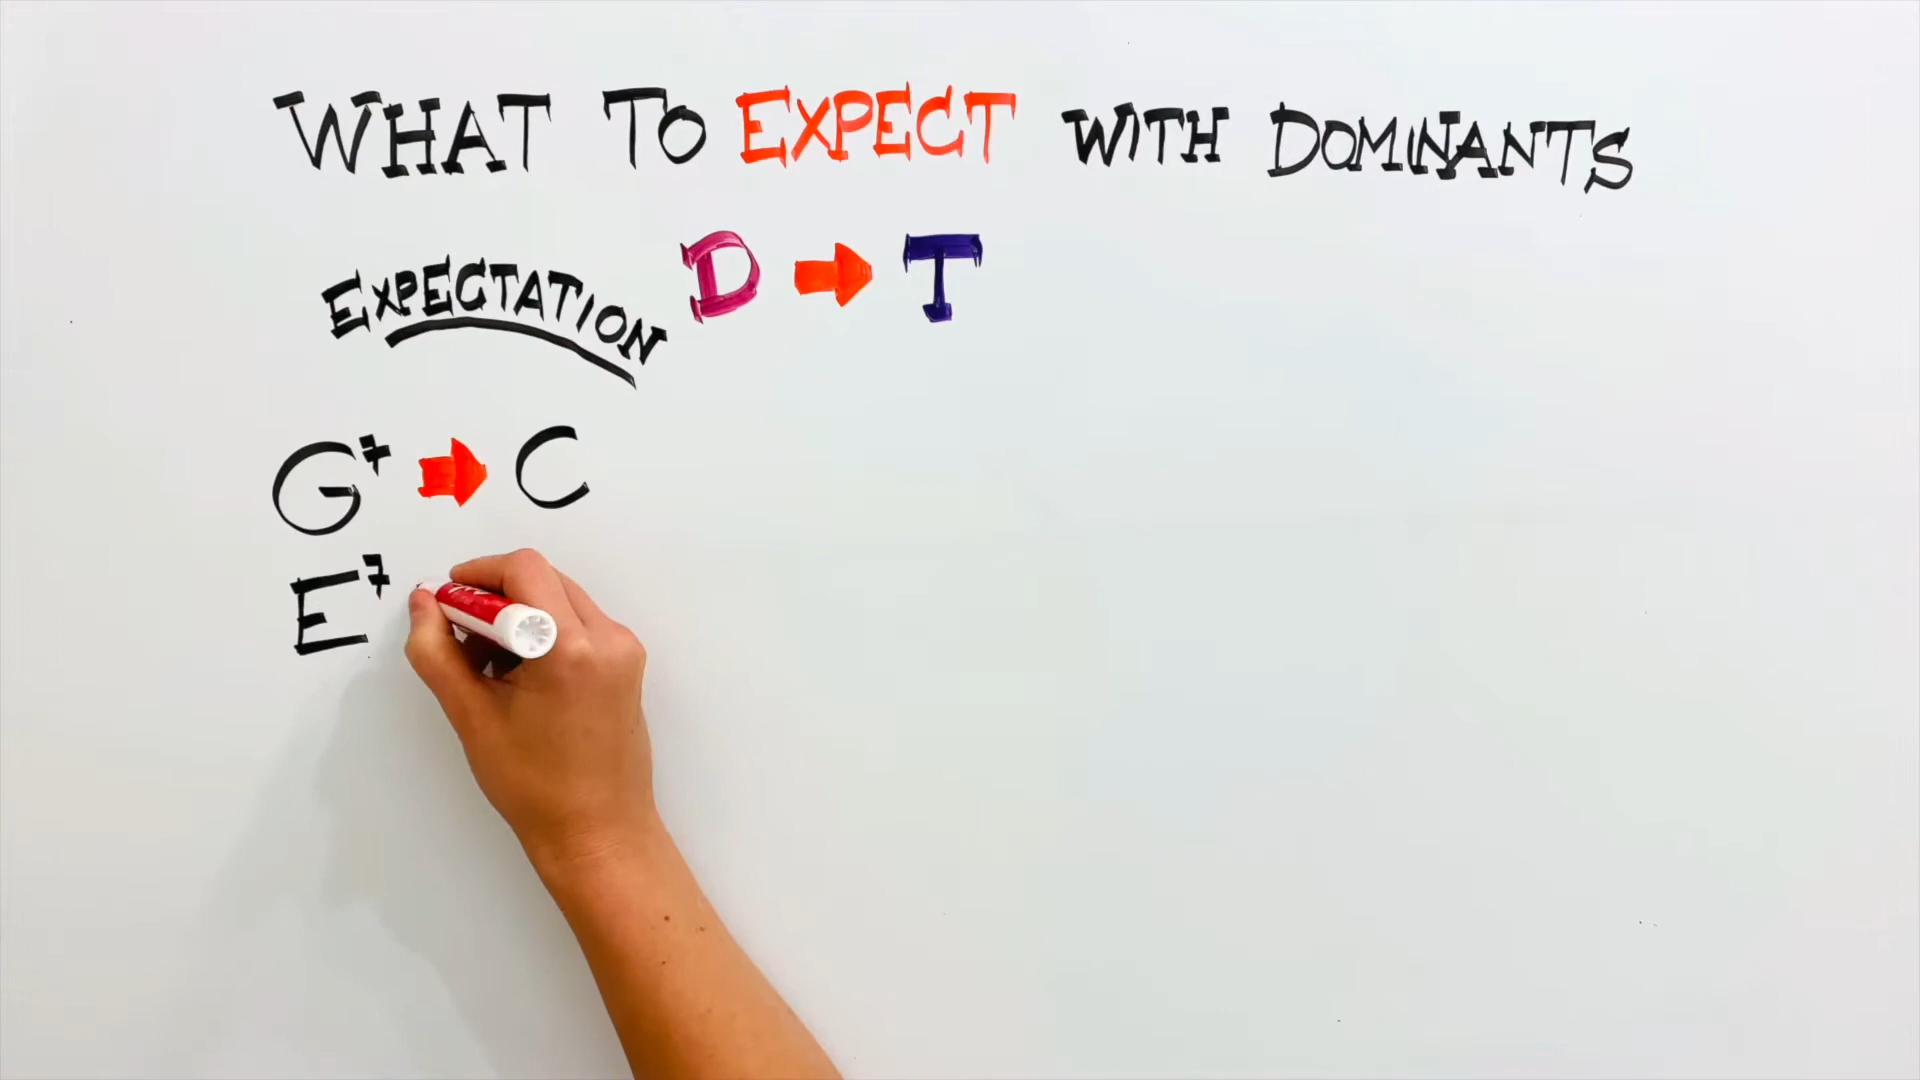 WHAT TO EXPECT WITH DOMINANTS
EXPECTATION D → T
G⁷ → C
E⁷